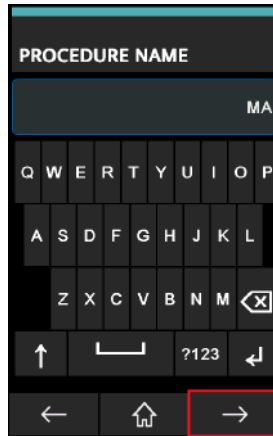 PROCEDURE NAME
MA
Q W E R T Y U I O P
A S D F G H J K L
Z X C V B N M
?123